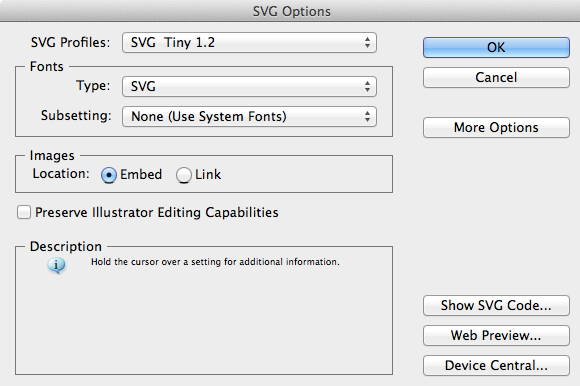 SVG Options
SVG Profiles: SVG Tiny 1.2
OK
Fonts
Cancel
Type: SVG
Subsetting: None (Use System Fonts)
More Options
Images
Location: Embed Link
Preserve Illustrator Editing Capabilities
Description
Hold the cursor over a setting for additional information.
Show SVG Code...
Web Preview...
Device Central...